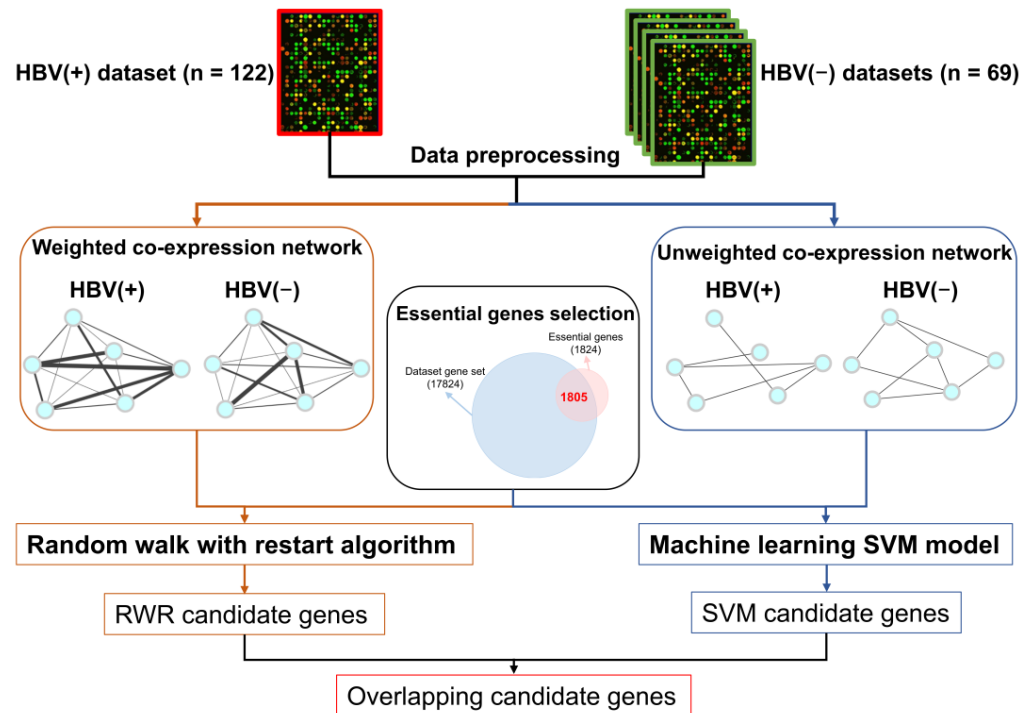 HBV(+) dataset (n = 122)
HBV(−) datasets (n = 69)
Data preprocessing
Weighted co-expression network
HBV(+)
HBV(−)
Essential genes selection
Essential genes
(1824)
Dataset gene set
(17824)
1805
Unweighted co-expression network
HBV(+)
HBV(−)
Random walk with restart algorithm
Machine learning SVM model
RWR candidate genes
SVM candidate genes
Overlapping candidate genes